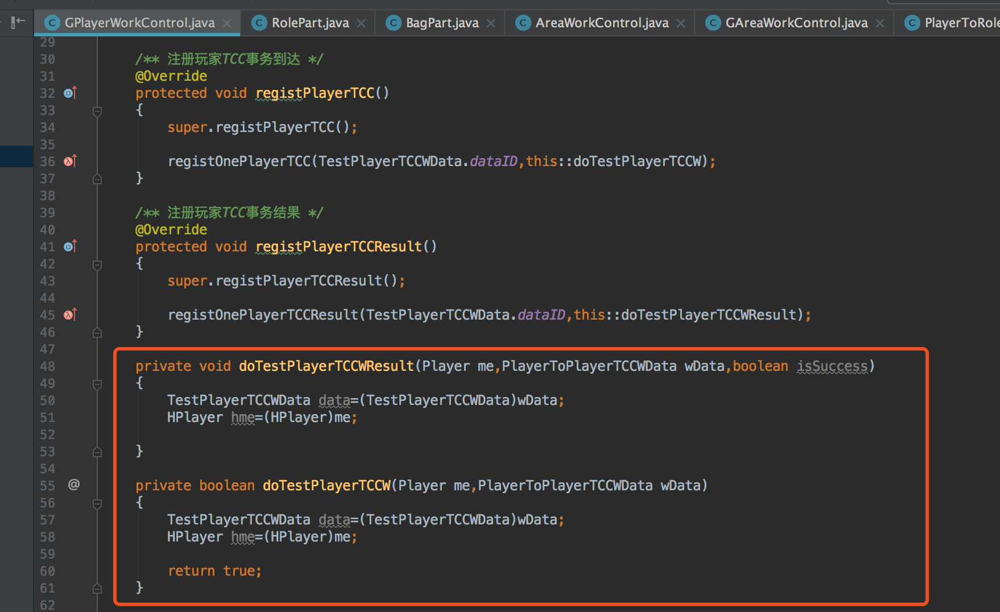 GPlayerWorkControl.java RolePart.java BagPart.java AreaWorkControl.java GAreaWorkControl.java
29
30 /** 注册玩家TCC事务到达 */
31 @Override
32 protected void registPlayerTCC()
33 {
34 super.registPlayerTCC();
35
36 registOnePlayerTCC(TestPlayerTCCWData.dataID,this::doTestPlayerTCCW);
37 }
38
39 /** 注册玩家TCC事务结果 */
40 @Override
41 protected void registPlayerTCCResult()
42 {
43 super.registPlayerTCCResult();
44
45 registOnePlayerTCCResult(TestPlayerTCCWData.dataID,this::doTestPlayerTCCWResult);
46 }
47
48 private void doTestPlayerTCCWResult(Player me,PlayerToPlayerTCCWData wData,boolean isSuccess)
49 {
50 TestPlayerTCCWData data=(TestPlayerTCCWData)wData;
51 HPlayer hme=(HPlayer)me;
52
53 }
54
55 @ private boolean doTestPlayerTCCW(Player me,PlayerToPlayerTCCWData wData)
56 {
57 TestPlayerTCCWData data=(TestPlayerTCCWData)wData;
58 HPlayer hme=(HPlayer)me;
59
60 return true;
61 }
62